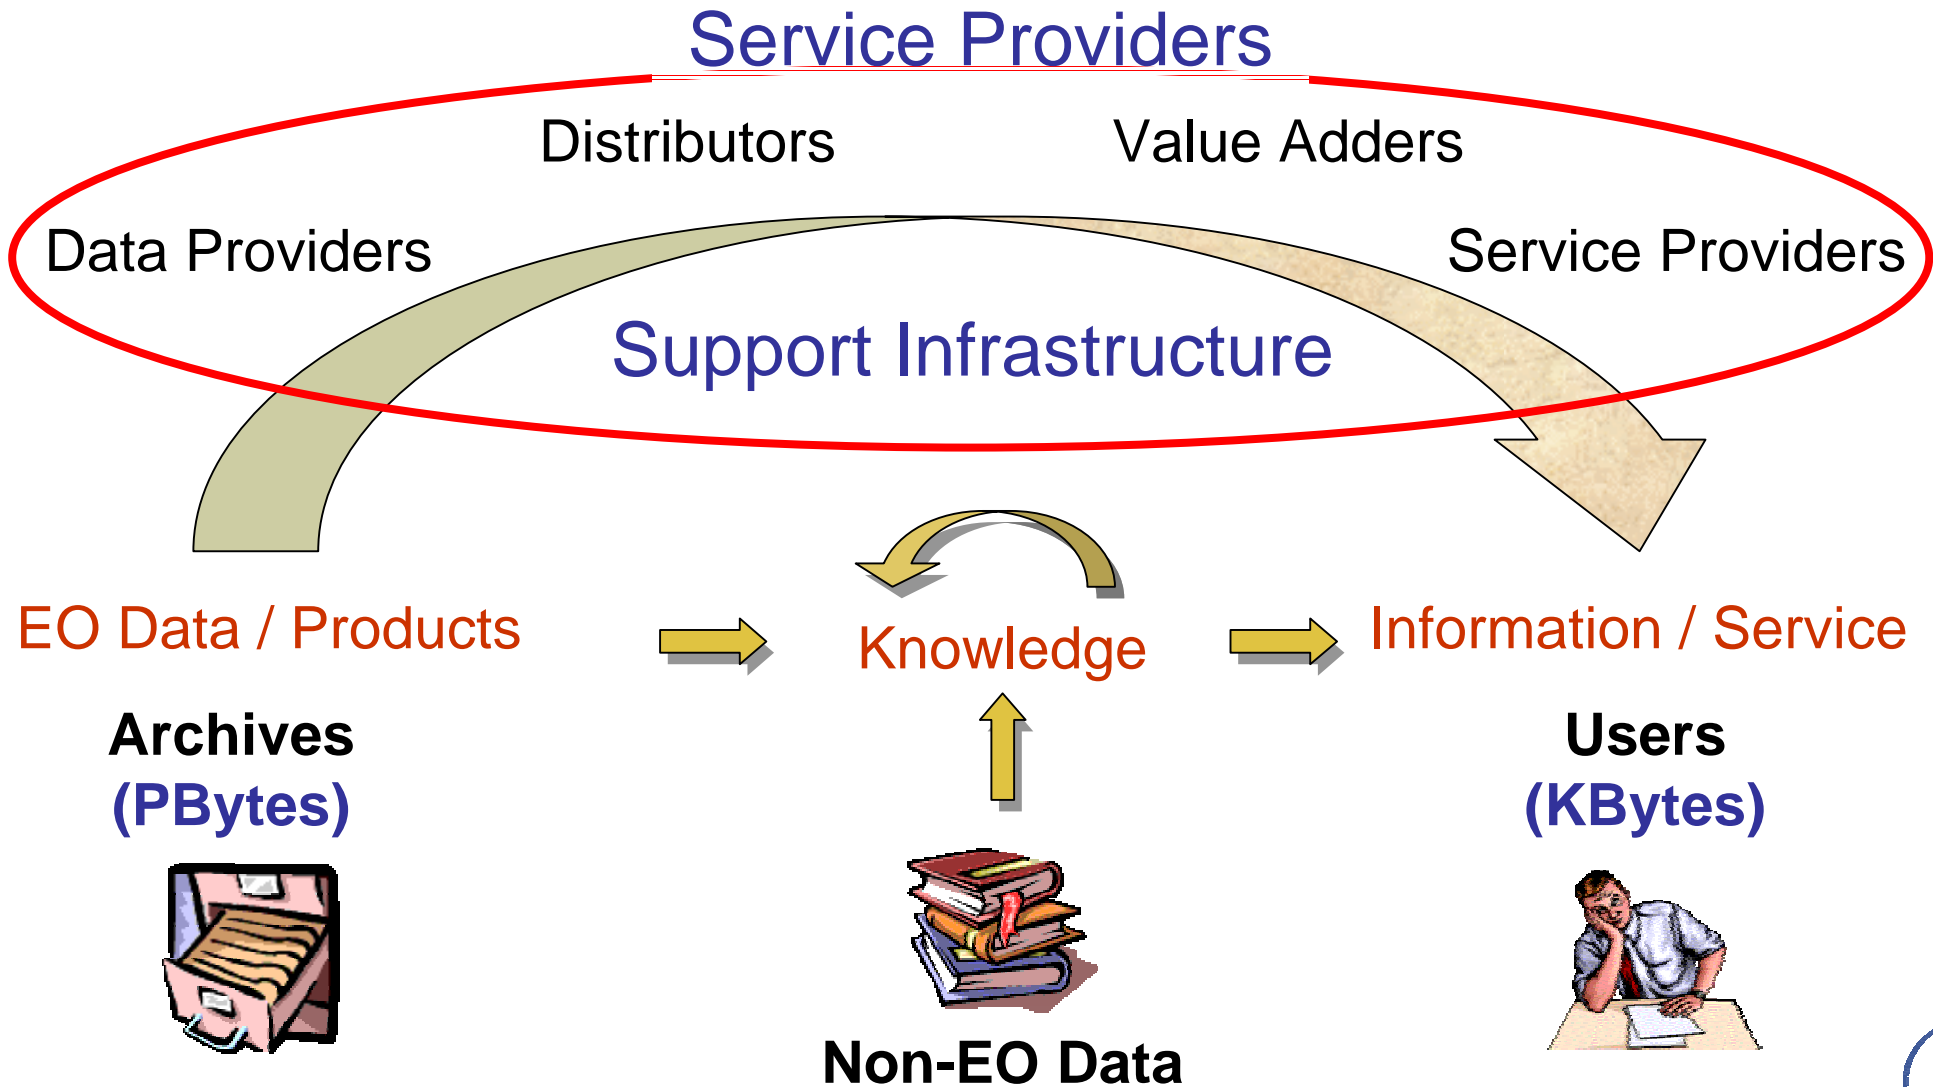 Service Providers
Distributors
Value Adders
Data Providers
Service Providers
Support Infrastructure
EO Data / Products
Knowledge
Information / Service
Archives
(PBytes)
Users
(KBytes)
Non-EO Data